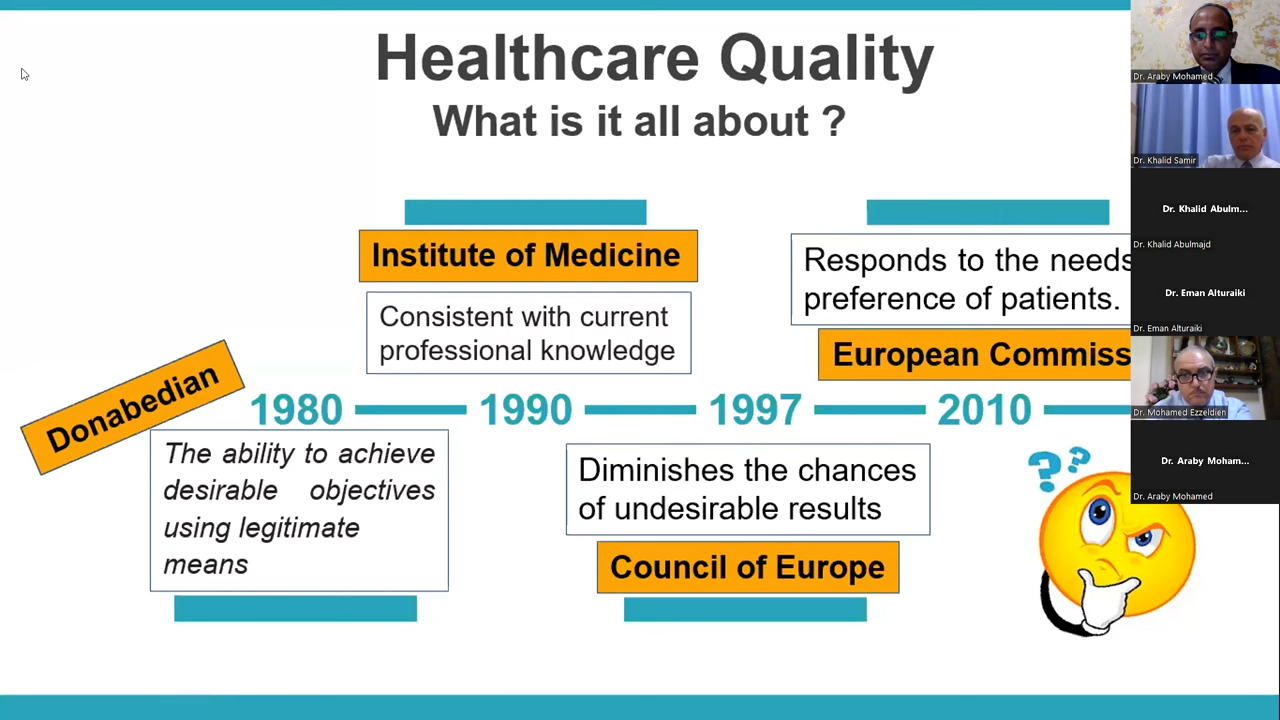 Healthcare Quality
What is it all about ?
Institute of Medicine
Consistent with current
professional knowledge
Responds to the needs
preference of patients.
European Commiss
Donabedian
1980
1990
1997
2010
The ability to achieve
desirable objectives
using legitimate
means
Diminishes the chances
of undesirable results
Council of Europe
? ?
Dr. Araby Mohamed
Dr. Khalid Samir
Dr. Khalid Abulm...
Dr. Khalid Abulmajd
Dr. Eman Alturaiki
Dr. Eman Alturaiki
Dr. Mohamed Ezzeldien
Dr. Araby Moham...
Dr. Araby Mohamed